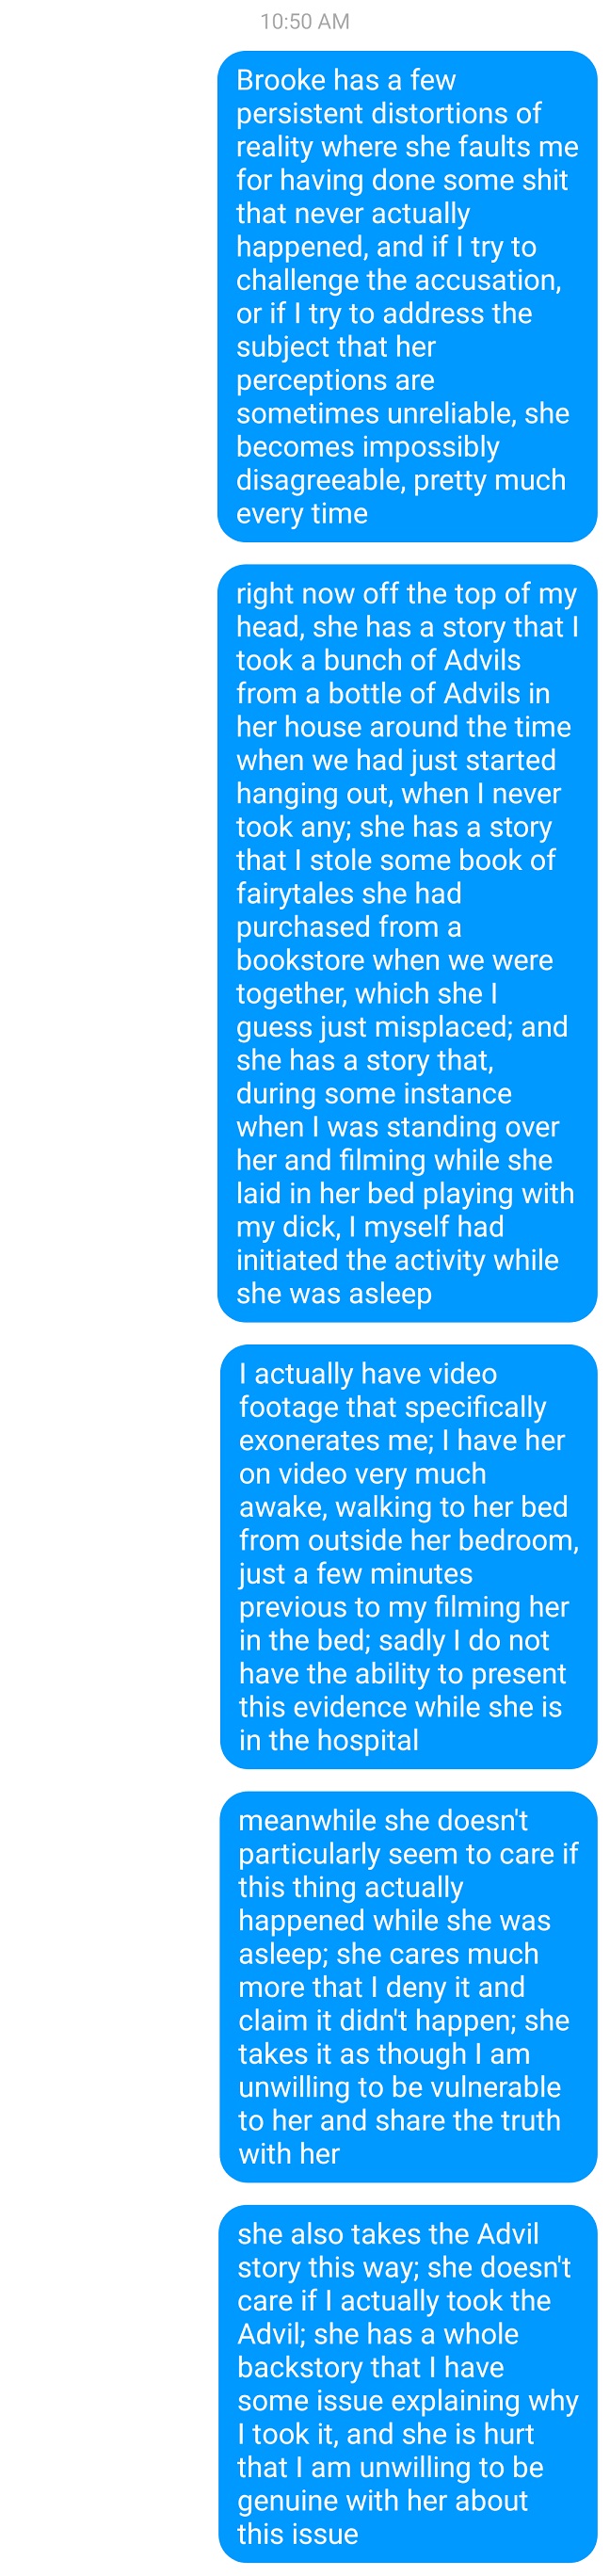 10:50 AM
Brooke has a few
persistent distortions of
reality where she faults me
for having done some shit
that never actually
happened, and if I try to
challenge the accusation,
or if I try to address the
subject that her
perceptions are
sometimes unreliable, she
becomes impossibly
disagreeable, pretty much
every time
right now off the top of my
head, she has a story that I
took a bunch of Advils
from a bottle of Advils in
her house around the time
when we had just started
hanging out, when I never
took any; she has a story
that I stole some book of
fairytales she had
purchased from a
bookstore when we were
together, which she I
guess just misplaced; and
she has a story that,
during some instance
when I was standing over
her and filming while she
laid in her bed playing with
my dick, I myself had
initiated the activity while
she was asleep
I actually have video
footage that specifically
exonerates me; I have her
on video very much
awake, walking to her bed
from outside her bedroom,
just a few minutes
previous to my filming her
in the bed; sadly I do not
have the ability to present
this evidence while she is
in the hospital
meanwhile she doesn't
particularly seem to care if
this thing actually
happened while she was
asleep; she cares much
more that I deny it and
claim it didn't happen; she
takes it as though I am
unwilling to be vulnerable
to her and share the truth
with her
she also takes the Advil
story this way; she doesn't
care if I actually took the
Advil; she has a whole
backstory that I have
some issue explaining why
I took it, and she is hurt
that I am unwilling to be
genuine with her about
this issue